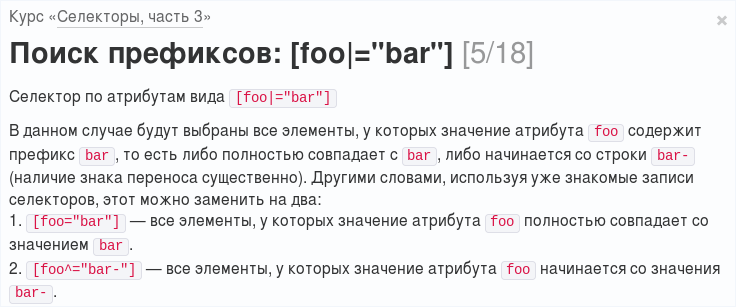 Курс «Селекторы, часть 3»
×
Поиск префиксов: [foo|="bar"] [5/18]
Селектор по атрибутам вида [foo|="bar"]
В данном случае будут выбраны все элементы, у которых значение атрибута foo содержит
префикс bar, то есть либо полностью совпадает с bar, либо начинается со строки bar-
(наличие знака переноса существенно). Другими словами, используя уже знакомые записи
селекторов, этот можно заменить на два:
1. [foo="bar"] — все элементы, у которых значение атрибута foo полностью совпадает со
значением bar.
2. [foo^="bar-"] — все элементы, у которых значение атрибута foo начинается со значения
bar-.